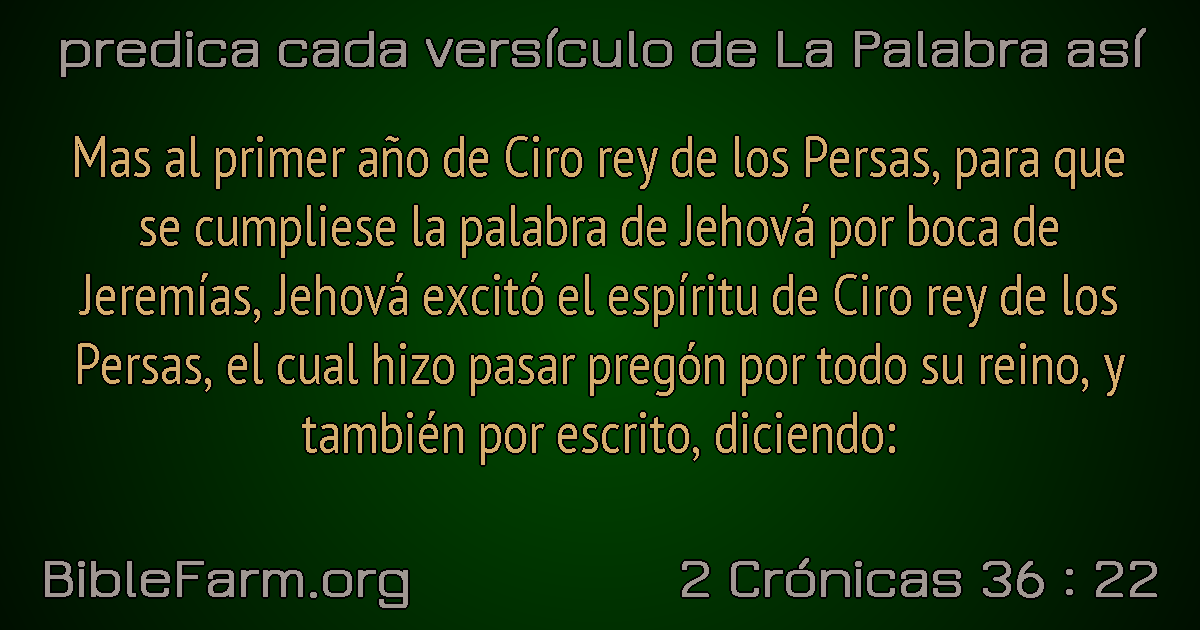 predica cada versículo de La Palabra así
Mas al primer año de Ciro rey de los Persas, para que
se cumpliese la palabra de Jehová por boca de
Jeremías, Jehová excitó el espíritu de Ciro rey de los
Persas, el cual hizo pasar pregón por todo su reino, y
también por escrito, diciendo:
BibleFarm.org
2 Crónicas 36 : 22